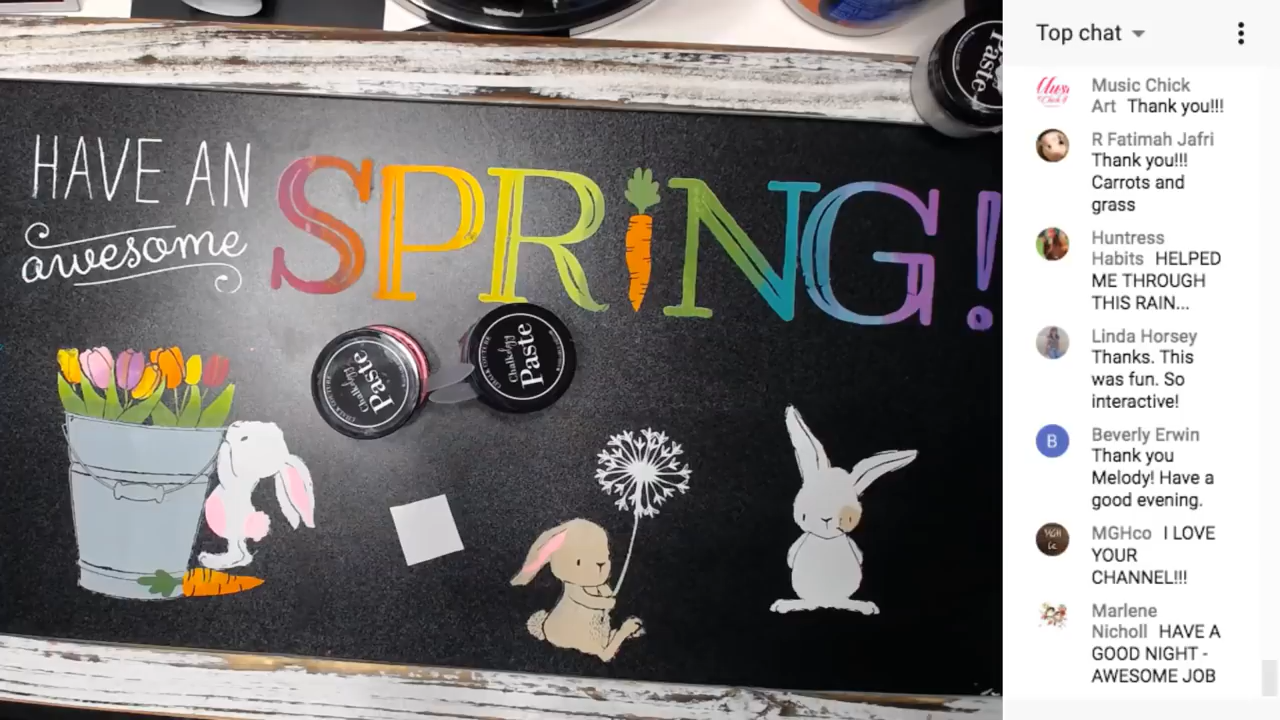 HAVE AN
awesome
SPRING!
Chalkology
Paste
Chalkology
Paste
Paste
Top chat
Music Chick
Art Thank you!!!
R Fatimah Jafri
Thank you!!!
Carrots and
grass
Huntress
Habits HELPED
ME THROUGH
THIS RAIN...
Linda Horsey
Thanks. This
was fun. So
interactive!
B
Beverly Erwin
Thank you
Melody! Have a
good evening.
MGHco I LOVE
YOUR
CHANNEL!!!
Marlene
Nicholl HAVE A
GOOD NIGHT -
AWESOME JOB